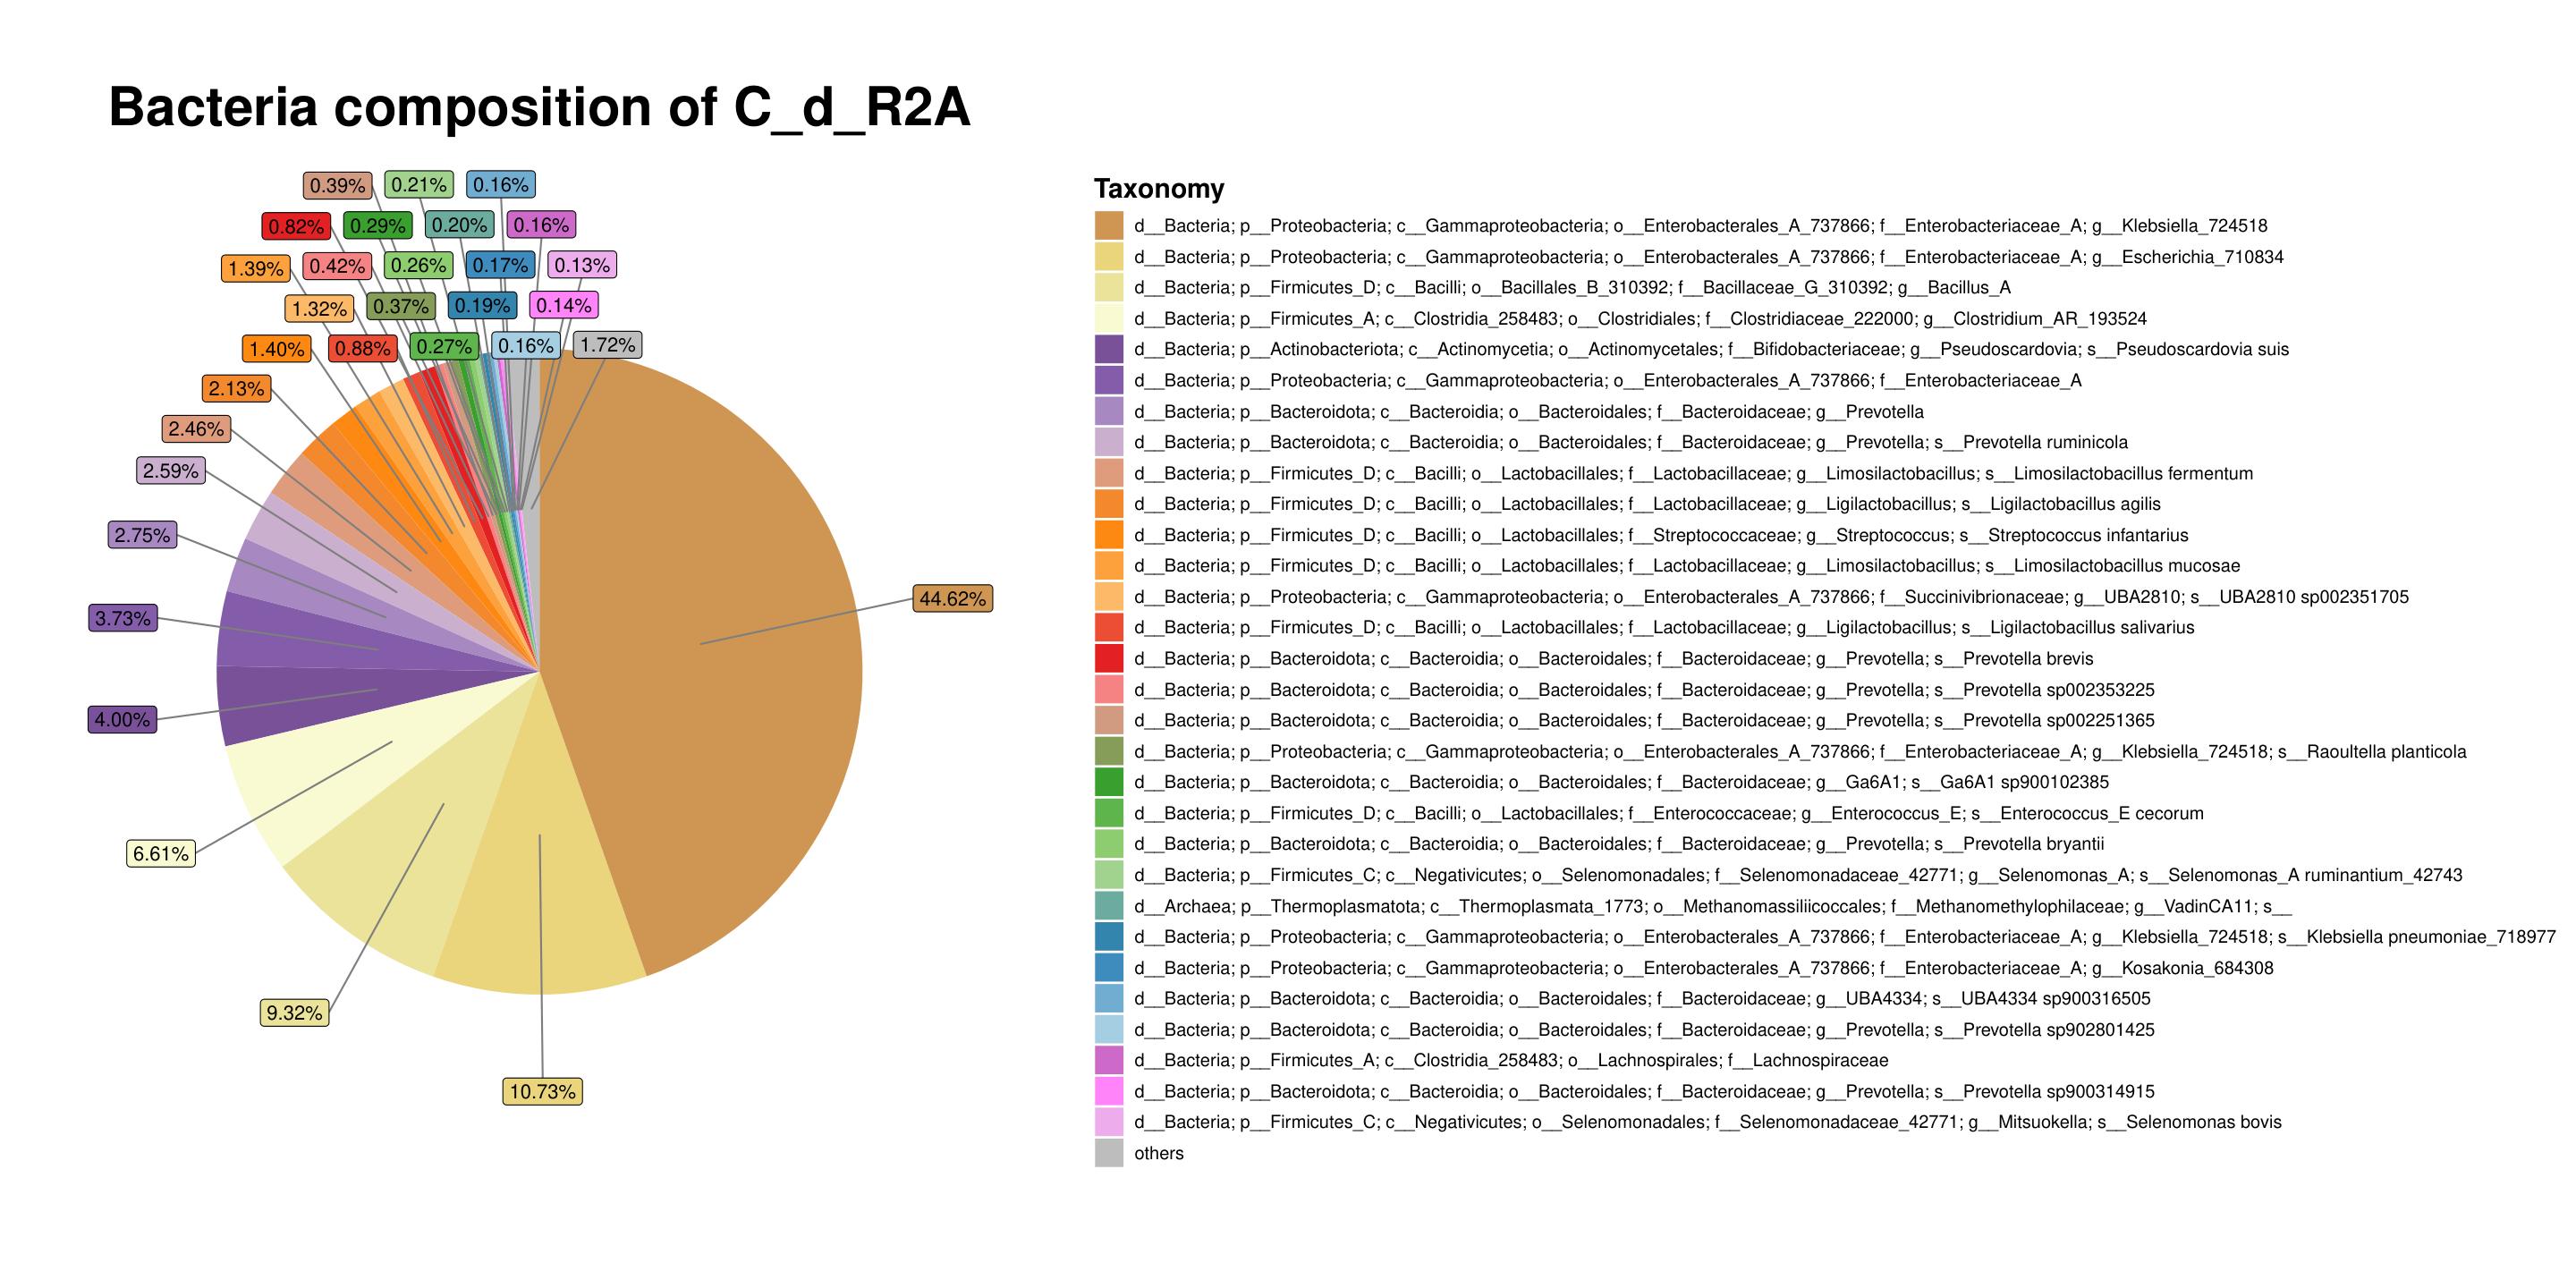 Bacteria composition of C_d_R2A
0.39% 0.21% 0.16%
0.82% 0.29% 0.20% 0.16%
1.39% 0.42% 0.26% 0.17% 0.13%
1.32% 0.37% 0.19% 0.14%
1.40% 0.88% 0.27% 0.16% 1.72%
2.13%
2.46%
2.59%
2.75%
44.62%
3.73%
4.00%
6.61%
9.32%
10.73%
Taxonomy
d__Bacteria; p__Proteobacteria; c__Gammaproteobacteria; o__Enterobacterales_A_737866; f__Enterobacteriaceae_A; g__Klebsiella_724518
d__Bacteria; p__Proteobacteria; c__Gammaproteobacteria; o__Enterobacterales_A_737866; f__Enterobacteriaceae_A; g__Escherichia_710834
d__Bacteria; p__Firmicutes_D; c__Bacilli; o__Bacillales_B_310392; f__Bacillaceae_G_310392; g__Bacillus_A
d__Bacteria; p__Firmicutes_A; c__Clostridia_258483; o__Clostridiales; f__Clostridiaceae_222000; g__Clostridium_AR_193524
d__Bacteria; p__Actinobacteriota; c__Actinomycetia; o__Actinomycetales; f__Bifidobacteriaceae; g__Pseudoscardovia; s__Pseudoscardovia suis
d__Bacteria; p__Proteobacteria; c__Gammaproteobacteria; o__Enterobacterales_A_737866; f__Enterobacteriaceae_A
d__Bacteria; p__Bacteroidota; c__Bacteroidia; o__Bacteroidales; f__Bacteroidaceae; g__Prevotella
d__Bacteria; p__Bacteroidota; c__Bacteroidia; o__Bacteroidales; f__Bacteroidaceae; g__Prevotella; s__Prevotella ruminicola
d__Bacteria; p__Firmicutes_D; c__Bacilli; o__Lactobacillales; f__Lactobacillaceae; g__Limosilactobacillus; s__Limosilactobacillus fermentum
d__Bacteria; p__Firmicutes_D; c__Bacilli; o__Lactobacillales; f__Lactobacillaceae; g__Ligilactobacillus; s__Ligilactobacillus agilis
d__Bacteria; p__Firmicutes_D; c__Bacilli; o__Lactobacillales; f__Streptococcaceae; g__Streptococcus; s__Streptococcus infantarius
d__Bacteria; p__Firmicutes_D; c__Bacilli; o__Lactobacillales; f__Lactobacillaceae; g__Limosilactobacillus; s__Limosilactobacillus mucosae
d__Bacteria; p__Proteobacteria; c__Gammaproteobacteria; o__Enterobacterales_A_737866; f__Succinivibrionaceae; g__UBA2810; s__UBA2810 sp002351705
d__Bacteria; p__Firmicutes_D; c__Bacilli; o__Lactobacillales; f__Lactobacillaceae; g__Ligilactobacillus; s__Ligilactobacillus salivarius
d__Bacteria; p__Bacteroidota; c__Bacteroidia; o__Bacteroidales; f__Bacteroidaceae; g__Prevotella; s__Prevotella brevis
d__Bacteria; p__Bacteroidota; c__Bacteroidia; o__Bacteroidales; f__Bacteroidaceae; g__Prevotella; s__Prevotella sp002353225
d__Bacteria; p__Bacteroidota; c__Bacteroidia; o__Bacteroidales; f__Bacteroidaceae; g__Prevotella; s__Prevotella sp002251365
d__Bacteria; p__Proteobacteria; c__Gammaproteobacteria; o__Enterobacterales_A_737866; f__Enterobacteriaceae_A; g__Klebsiella_724518; s__Raoultella planticola
d__Bacteria; p__Bacteroidota; c__Bacteroidia; o__Bacteroidales; f__Bacteroidaceae; g__Ga6A1; s__Ga6A1 sp900102385
d__Bacteria; p__Firmicutes_D; c__Bacilli; o__Lactobacillales; f__Enterococcaceae; g__Enterococcus_E; s__Enterococcus_E cecorum
d__Bacteria; p__Bacteroidota; c__Bacteroidia; o__Bacteroidales; f__Bacteroidaceae; g__Prevotella; s__Prevotella bryantii
d__Bacteria; p__Firmicutes_C; c__Negativicutes; o__Selenomonadales; f__Selenomonadaceae_42771; g__Selenomonas_A; s__Selenomonas_A ruminantium_42743
d__Archaea; p__Thermoplasmatota; c__Thermoplasmata_1773; o__Methanomassiliicoccales; f__Methanomethylophilaceae; g__VadinCA11; s__
d__Bacteria; p__Proteobacteria; c__Gammaproteobacteria; o__Enterobacterales_A_737866; f__Enterobacteriaceae_A; g__Klebsiella_724518; s__Klebsiella pneumoniae_718977
d__Bacteria; p__Proteobacteria; c__Gammaproteobacteria; o__Enterobacterales_A_737866; f__Enterobacteriaceae_A; g__Kosakonia_684308
d__Bacteria; p__Bacteroidota; c__Bacteroidia; o__Bacteroidales; f__Bacteroidaceae; g__UBA4334; s__UBA4334 sp900316505
d__Bacteria; p__Bacteroidota; c__Bacteroidia; o__Bacteroidales; f__Bacteroidaceae; g__Prevotella; s__Prevotella sp902801425
d__Bacteria; p__Firmicutes_A; c__Clostridia_258483; o__Lachnospirales; f__Lachnospiraceae
d__Bacteria; p__Bacteroidota; c__Bacteroidia; o__Bacteroidales; f__Bacteroidaceae; g__Prevotella; s__Prevotella sp900314915
d__Bacteria; p__Firmicutes_C; c__Negativicutes; o__Selenomonadales; f__Selenomonadaceae_42771; g__Mitsuokella; s__Selenomonas bovis
others